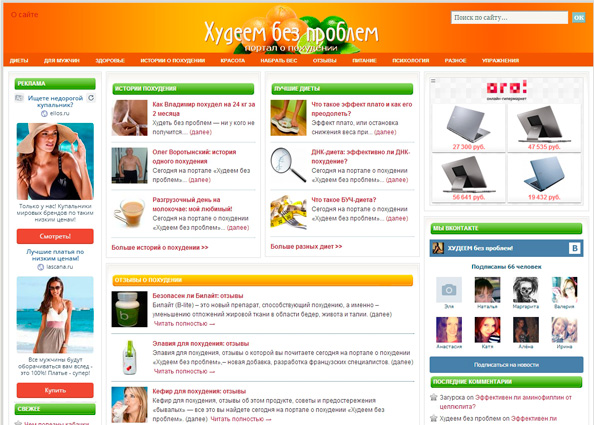 О сайте
Худеем без проблем
портал о похудении
Поиск по сайту...
ОК
ДИЕТЫ
ДЛЯ МУЖЧИН
ЗДОРОВЬЕ
ИСТОРИИ О ПОХУДЕНИИ
КРАСОТА
НАБРАТЬ ВЕС
ОТЗЫВЫ
ПИТАНИЕ
ПСИХОЛОГИЯ
РАЗНОЕ
УПРАЖНЕНИЯ
РЕКЛАМА
Ищете недорогой
купальник?
elios.ru
Только у нас! Купальники
мировых брендов по таким
низким ценам!
Смотреть!
Лучшие платья по
низким ценам!
lascana.ru
Все мужчины будут
оборачиваться вам вслед -
это 100%! Платья - супер!
Купить
СВЕЖЕЕ
ИСТОРИИ ПОХУДЕНИЯ
Как Владимир похудел на 24 кг за
2 месяца
Худеть без проблем — ни у кого не
получится... (далее)
Олег Воротынский: история
одного похудения
Сегодня на портале «Худеем без
проблем»... (далее)
Разгрузочный день на
молокочае: мой любимый!
Сегодня на портале о похудении
«Худеем без проблем»... (далее)
Больше историй о похудении >>
ЛУЧШИЕ ДИЕТЫ
Что такое эффект плато и как его
преодолеть?
Эффект плато, или остановка
снижения веса при... (далее)
ДНК-диета: эффективно ли ДНК-
похудение?
Сегодня на портале «Худеем без
проблем»... (далее)
Что такое БУЧ-диета?
Сегодня на портале о похудении
«Худеем без проблем»... (далее)
Больше разных диет >>
ОТЗЫВЫ О ПОХУДЕНИИ
Безопасен ли Билайт: отзывы
Билайт (B-lite) – это новый препарат, способствующий похудению, а именно –
уменьшению отложений жировой ткани в области бедер, живота и талии. (далее)
Читать полностью →
Элавия для похудения: отзывы
Элавия для похудения, отзывы о которой вы почитаете сегодня на портале о похудении
«Худеем без проблем»,– новая добавка, разработка французских специалистов. (далее)
Читать полностью →
Кефир для похудения: отзывы
Кефир для похудения, отзывы об этом продукте, советы и предостережения
«бывалых» — все это вы найдете сегодня на портале о похудении «Худеем без
проблем». (далее) Читать полностью →
ого!
онлайн-гипермаркет
27 300 руб.
47 535 руб.
56 641 руб.
19 432 руб.
МЫ ВКОНТАКТЕ
ХУДЕЕМ без проблем!
В
Подписаны 66 человек
Эля
Наталья
Маргарита
Валерия
Анастасия
Катя
Алёна
Ирина
Подписаться на новости
ПОСЛЕДНИЕ КОММЕНТАРИИ
Загурска on Эффективен ли аминофиллин от
целлюлита?
Худеем без проблем on Эффективен ли